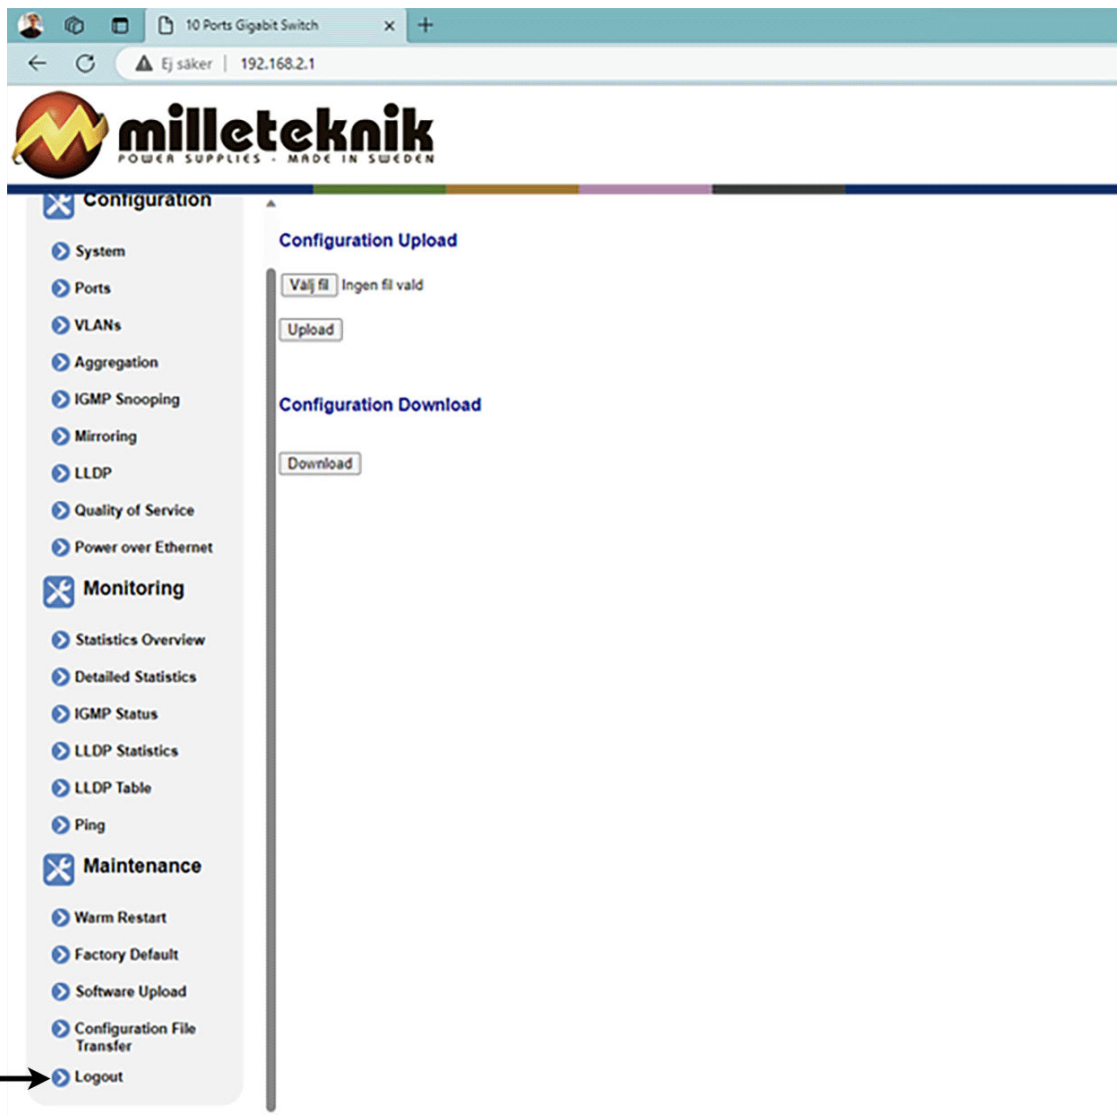 10 Ports Gigabit Switch
Ej säker | 192.168.2.1
milleteknik
POWER SUPPLIES - MADE IN SWEDEN
Configuration
System
Ports
VLANs
Aggregation
IGMP Snooping
Mirroring
LLDP
Quality of Service
Power over Ethernet
Monitoring
Statistics Overview
Detailed Statistics
IGMP Status
LLDP Statistics
LLDP Table
Ping
Maintenance
Warm Restart
Factory Default
Software Upload
Configuration File
Transfer
Logout
Configuration Upload
Välj fil Ingen fil vald
Upload
Configuration Download
Download